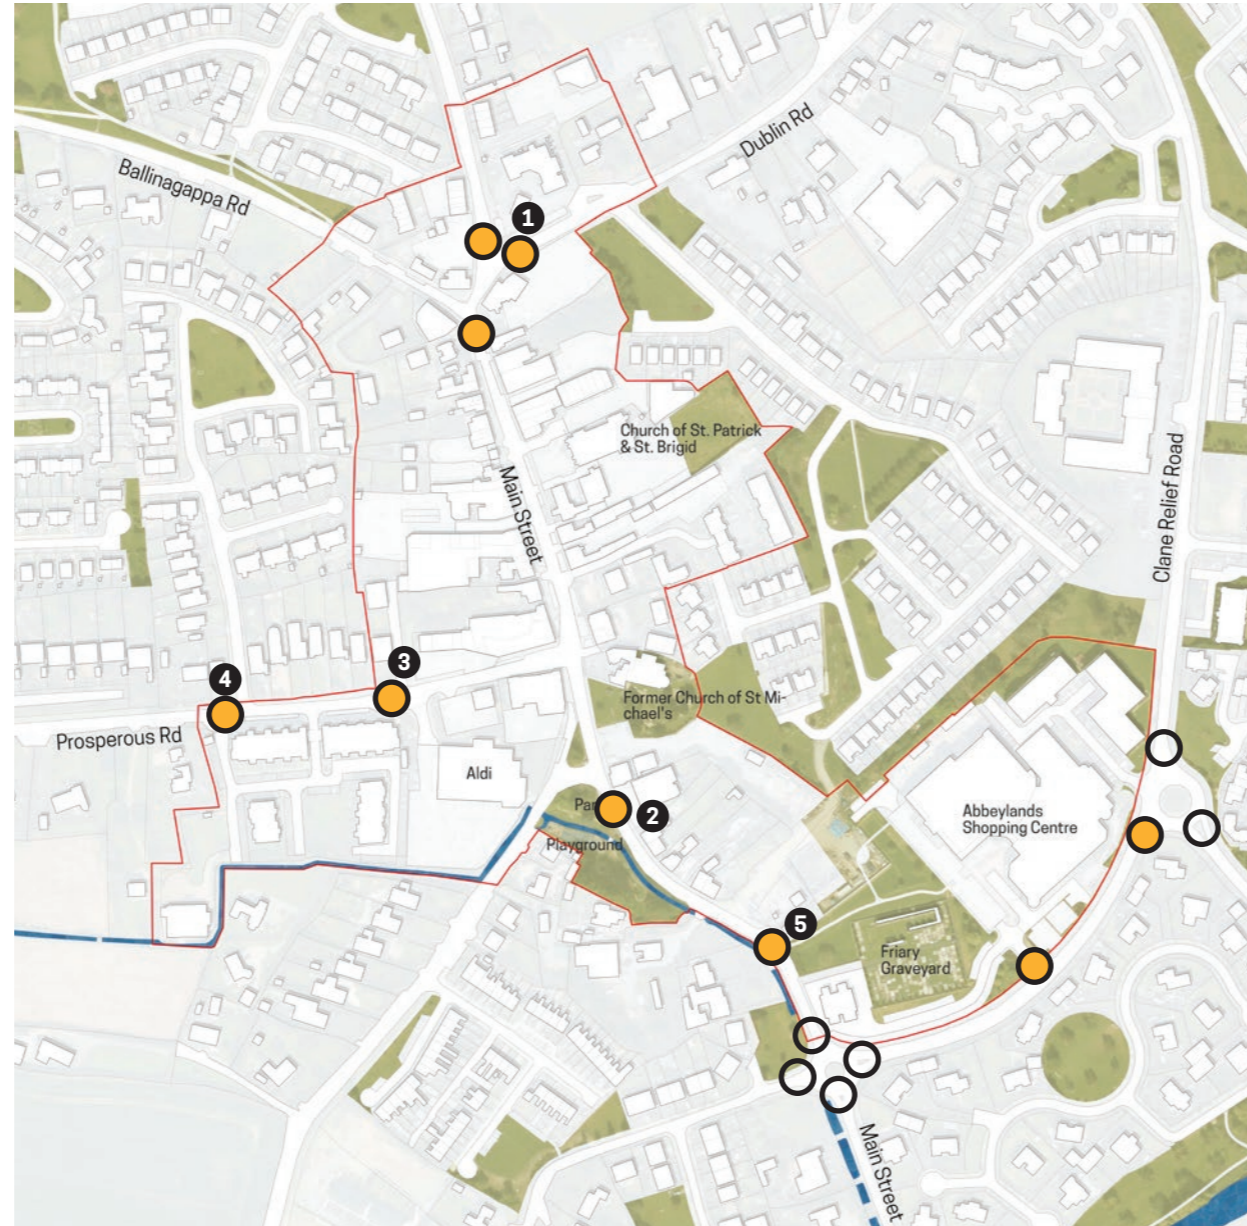 Dublin Rd
Ballinagappa Rd
1
Church of St. Patrick
& St. Brigid
Main Street
Clane Relief Road
3
4
Former Church of St Mi-
chael's
Prosperous Rd
Aldi
2
Playground
Abbeylands
Shopping Centre
5
Friary
Graveyard
Main Street